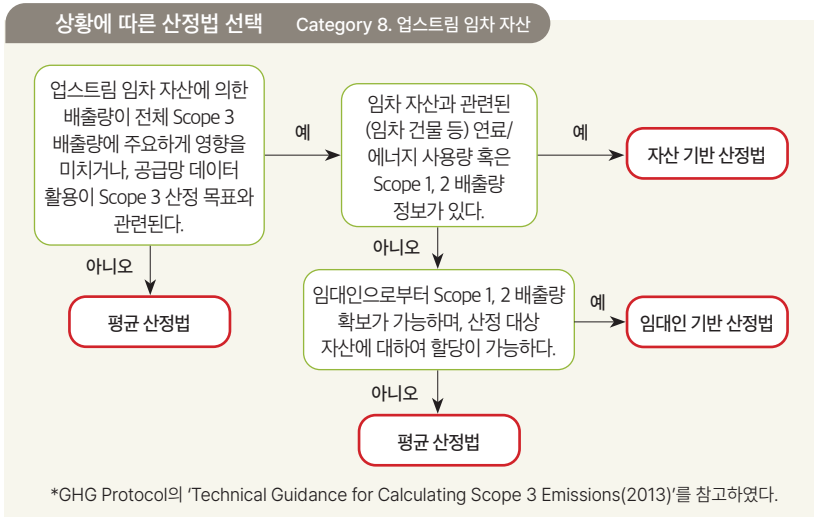 상황에 따른 산정법 선택 Category 8. 업스트림 임차 자산
업스트림 임차 자산에 의한
배출량이 전체 Scope 3
배출량에 주요하게 영향을
미치거나, 공급망 데이터
활용이 Scope 3 산정 목표와
관련된다.
예
임차 자산과 관련된
(임차 건물 등) 연료/
에너지 사용량 혹은
Scope 1, 2 배출량
정보가 있다.
예
자산 기반 산정법
아니오
평균 산정법
아니오
임대인으로부터 Scope 1, 2 배출량
확보가 가능하며, 산정 대상
자산에 대하여 할당이 가능하다.
예
임대인 기반 산정법
아니오
평균 산정법
*GHG Protocol의 ‘Technical Guidance for Calculating Scope 3 Emissions(2013)’를 참고하였다.